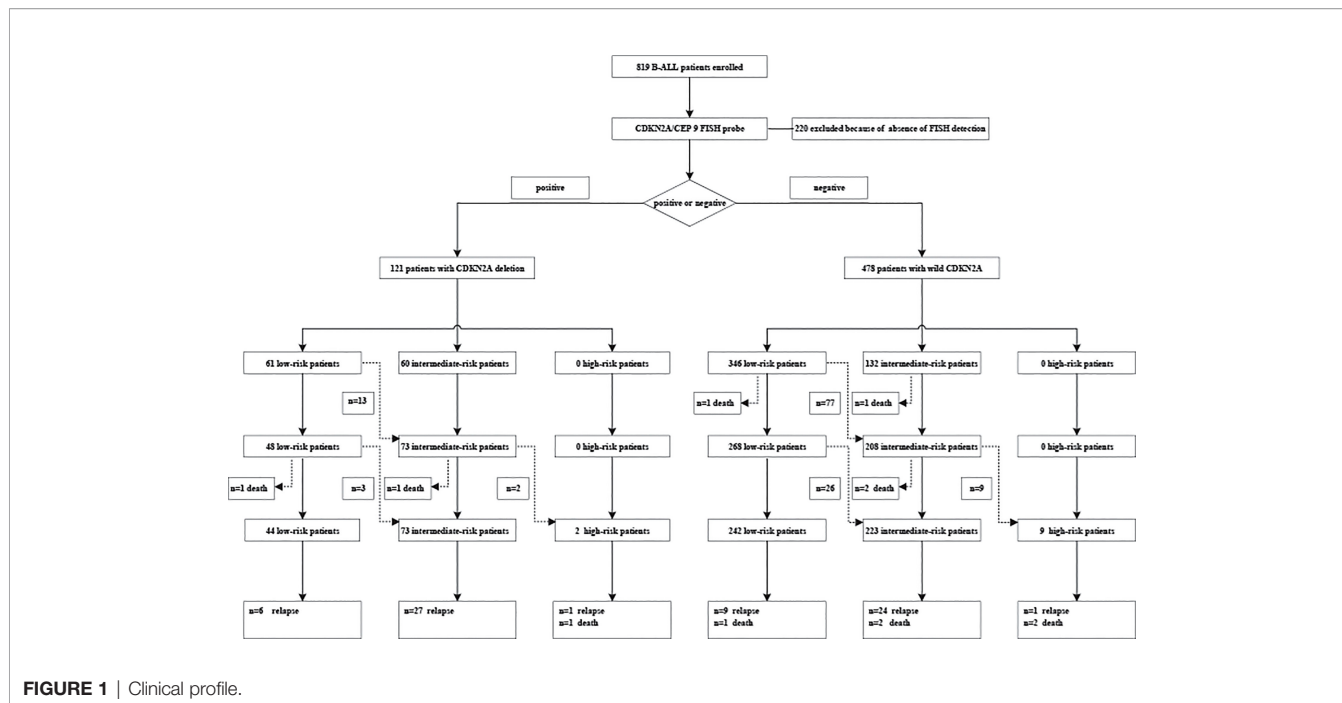 819 B-ALL patients enrolled
CDKN2A/CEP 9 FISH probe
220 excluded because of absence of FISH detection
positive
negative
positive or negative
121 patients with CDKN2A deletion
478 patients with wild CDKN2A
61 low-risk patients
60 intermediate-risk patients
0 high-risk patients
346 low-risk patients
132 intermediate-risk patients
0 high-risk patients
n=13
n=1 death
n=77
n=1 death
48 low-risk patients
73 intermediate-risk patients
0 high-risk patients
268 low-risk patients
208 intermediate-risk patients
0 high-risk patients
n=1 death
n=3
n=1 death
n=2
n=26
n=2 death
n=9
44 low-risk patients
73 intermediate-risk patients
2 high-risk patients
242 low-risk patients
223 intermediate-risk patients
9 high-risk patients
n=6 relapse
n=27 relapse
n=1 relapse
n=1 death
n=9 relapse
n=1 death
n=24 relapse
n=2 death
n=1 relapse
n=2 death
FIGURE 1 | Clinical profile.